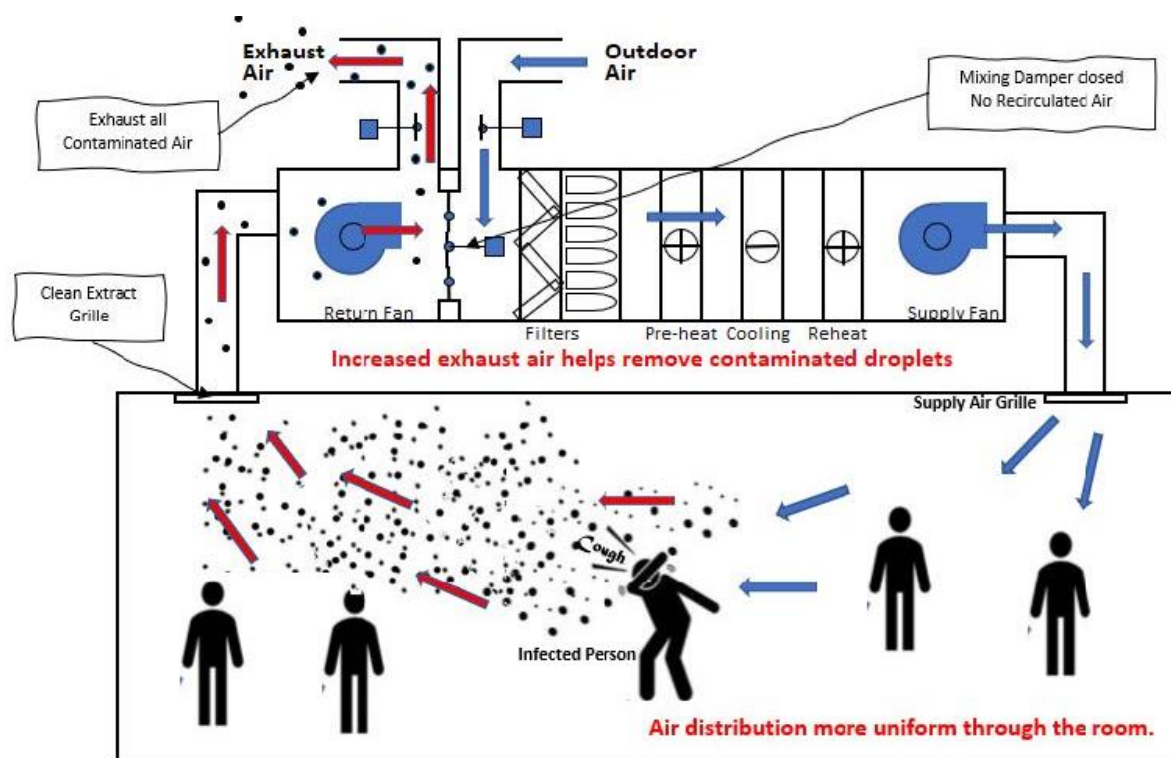 Exhaust
Air
Outdoor
Air
Mixing Damper closed
No Recirculated Air
Exhaust all
Contaminated Air
Clean Extract
Grille
Return Fan
Filters
Pre-heat
Cooling
Reheat
Supply Fan
Increased exhaust air helps remove contaminated droplets
Supply Air Grille
Cough
Infected Person
Air distribution more uniform through the room.